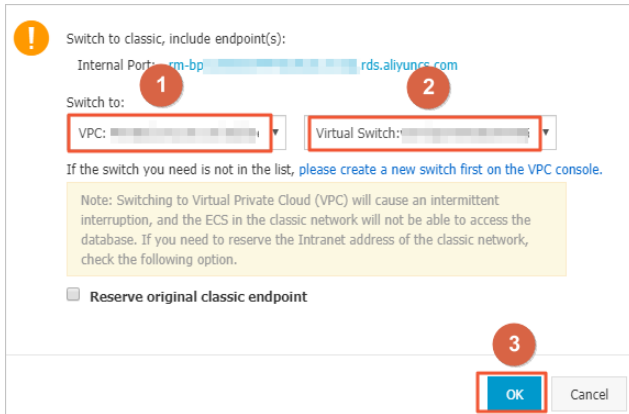 !
Switch to classic, include endpoint(s):
Internal Port: rm-bp rds.aliyuncs.com
1
2
Switch to:
VPC:
Virtual Switch:
If the switch you need is not in the list, please create a new switch first on the VPC console.
Note: Switching to Virtual Private Cloud (VPC) will cause an intermittent
interruption, and the ECS in the classic network will not be able to access the
database. If you need to reserve the Intranet address of the classic network,
check the following option.
Reserve original classic endpoint
3
OK
Cancel